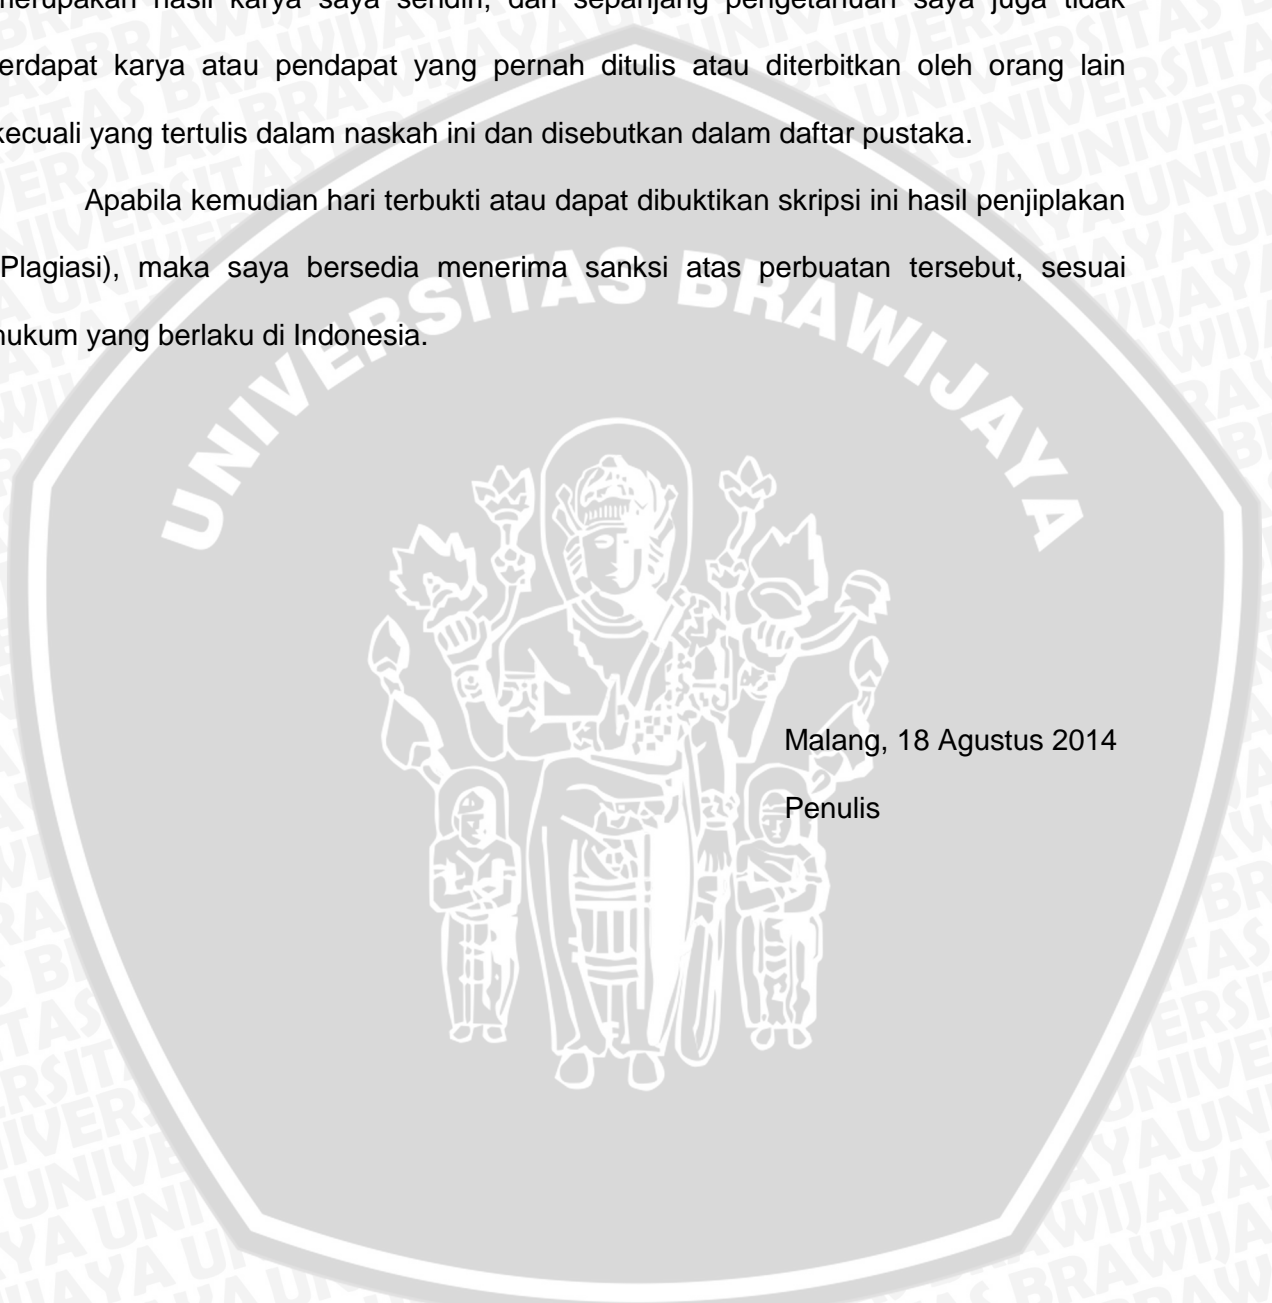 merupakan hasil karya saya sendiri, dan sepanjang pengetahuan saya juga tidak
terdapat karya atau pendapat yang pernah ditulis atau diterbitkan oleh orang lain
kecuali yang tertulis dalam naskah ini dan disebutkan dalam daftar pustaka.
Apabila kemudian hari terbukti atau dapat dibuktikan skripsi ini hasil penjiplakan
(Plagiasi), maka saya bersedia menerima sanksi atas perbuatan tersebut, sesuai
hukum yang berlaku di Indonesia.
UNIVERSITAS BRAWIJAYA
Malang, 18 Agustus 2014
Penulis